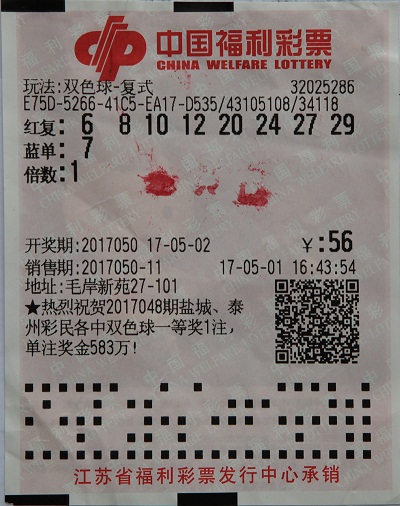 中国福利彩票
CHINA WELFARE LOTTERY
玩法:双色球-复式 32025286
E75D-5266-41C5-EA17-D535/43105108/34118
红复: 6 8 10 12 20 24 27 29
蓝单: 7
倍数:1
开奖期:2017050 17-05-02 ￥:56
销售期:2017050-11 17-05-01 16:43:54
地址:毛岸新苑27-101
★热烈祝贺2017048期盐城、泰
州彩民各中双色球一等奖1注,
单注奖金583万!
江苏省福利彩票发行中心承销